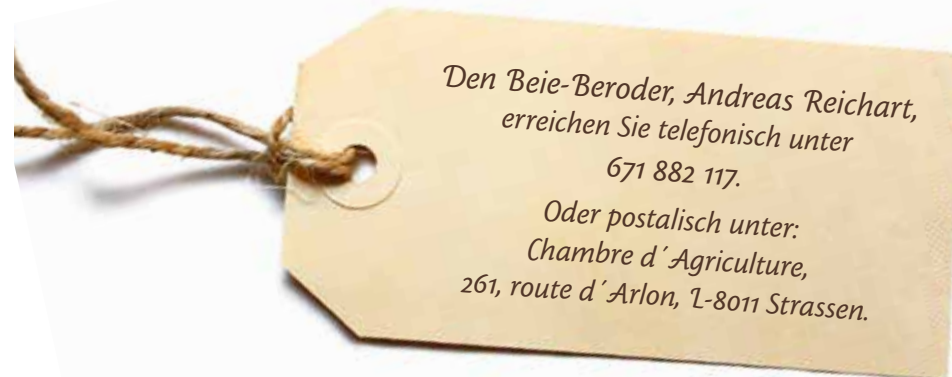 Den Beie-Beroder, Andreas Reichart,
erreichen Sie telefonisch unter
671 882 117.
Oder postalisch unter:
Chambre d´Agriculture,
261, route d´Arlon, L-8011 Strassen.